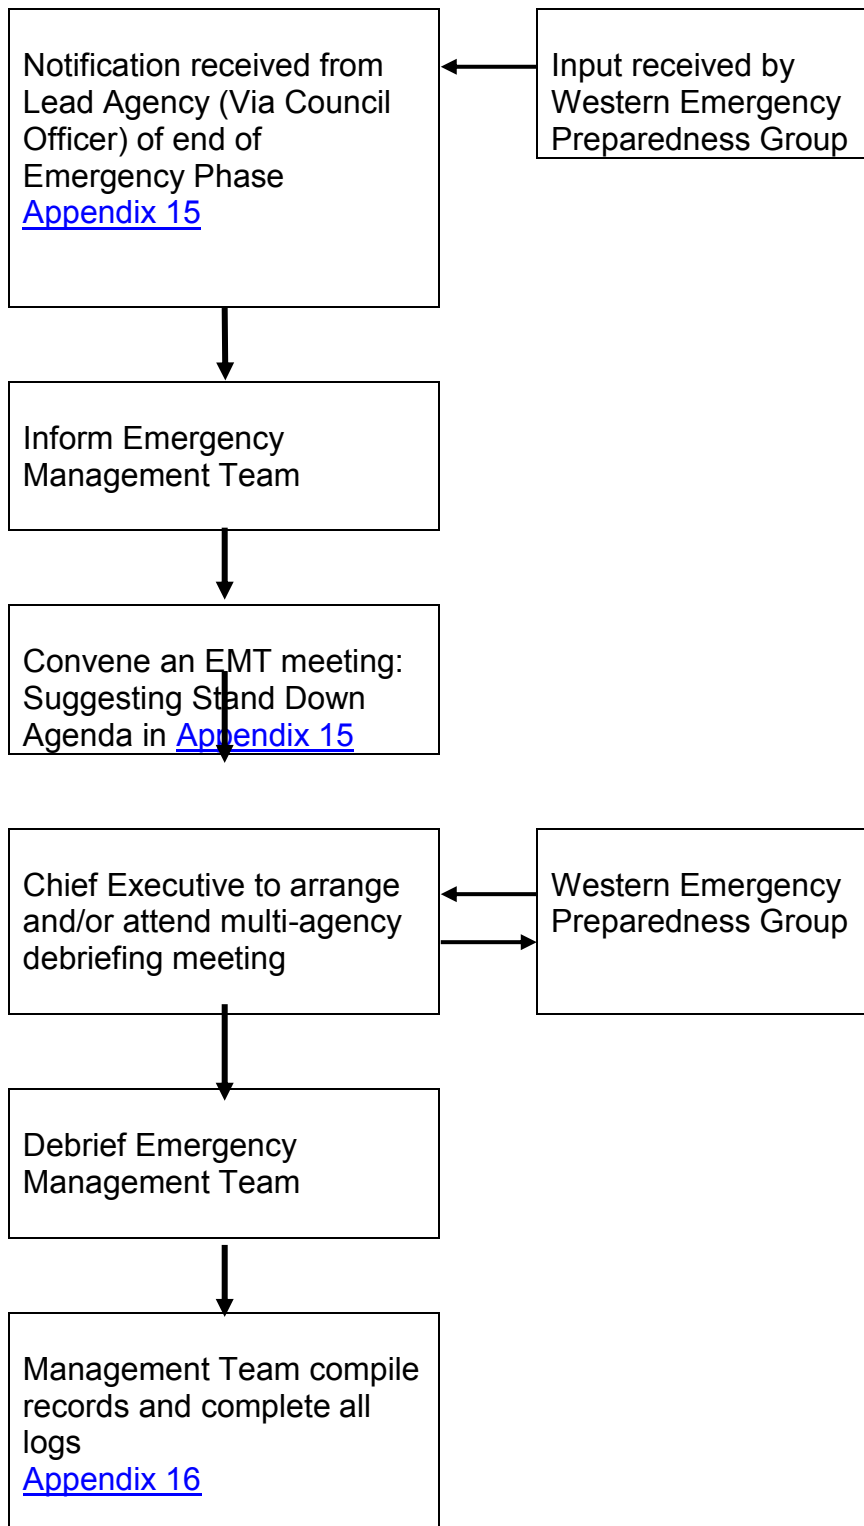 Notification received from
Lead Agency (Via Council
Officer) of end of
Emergency Phase
Appendix 15
Input received by
Western Emergency
Preparedness Group
Inform Emergency
Management Team
Convene an EMT meeting:
Suggesting Stand Down
Agenda in Appendix 15
Chief Executive to arrange
and/or attend multi-agency
debriefing meeting
Western Emergency
Preparedness Group
Debrief Emergency
Management Team
Management Team compile
records and complete all
logs
Appendix 16